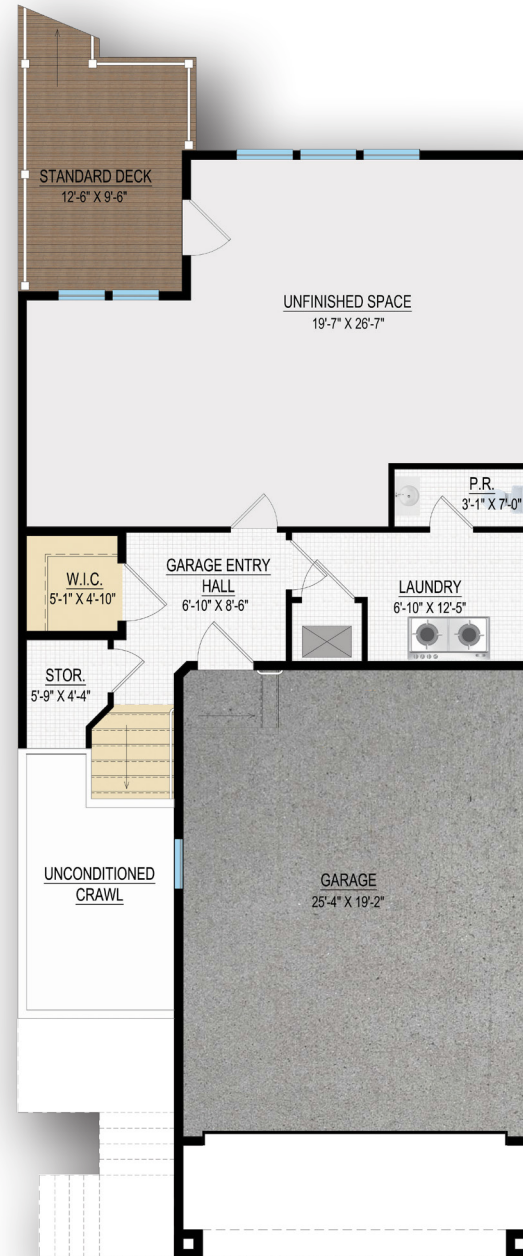 STANDARD DECK
12'-6" X 9'-6"
UNFINISHED SPACE
19'-7" X 26'-7"
P.R.
3'-1" X 7'-0"
GARAGE ENTRY
HALL
6'-10" X 8'-6"
W.I.C.
5'-1" X 4'-10"
LAUNDRY
6'-10" X 12'-5"
STOR.
5'-9" X 4'-4"
UNCONDITIONED
CRAWL
GARAGE
25'-4" X 19'-2"